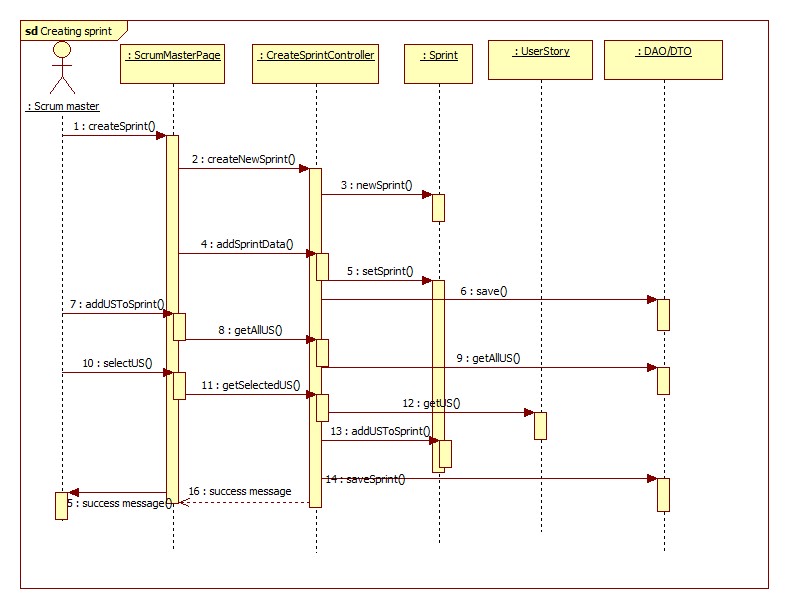 sd Creating sprint
: ScrumMasterPage
: CreateSprintController
: Sprint
: UserStory
: DAO/DTO
: Scrum master
1 : createSprint()
2 : createNewSprint()
3 : newSprint()
4 : addSprintData()
5 : setSprint()
6 : save()
7 : addUSToSprint()
8 : getAllUS()
9 : getAllUS()
10 : selectUS()
11 : getSelectedUS()
12 : getUS()
13 : addUSToSprint()
14 : saveSprint()
16 : success message
5 : success message()